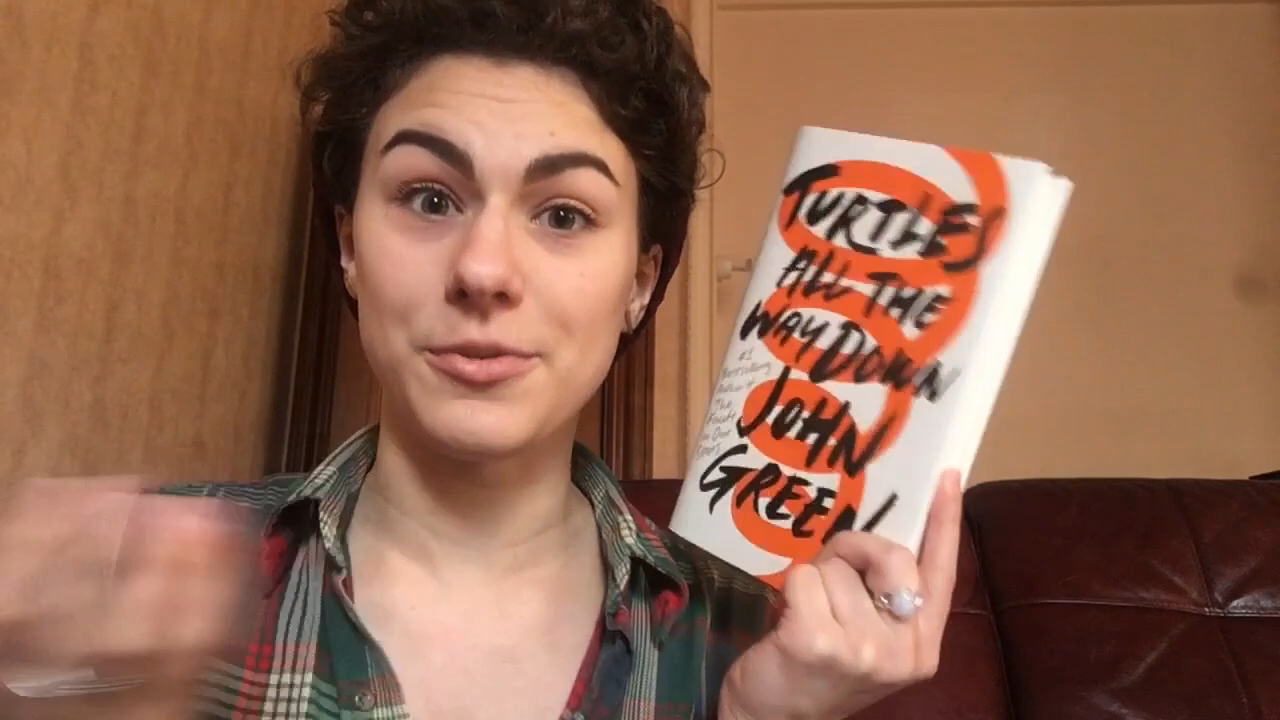 TURTLES
ALL THE
WAY DOWN
#1
Bestselling
Author of
The
Fault
in Our
Stars
JOHN
GREEN